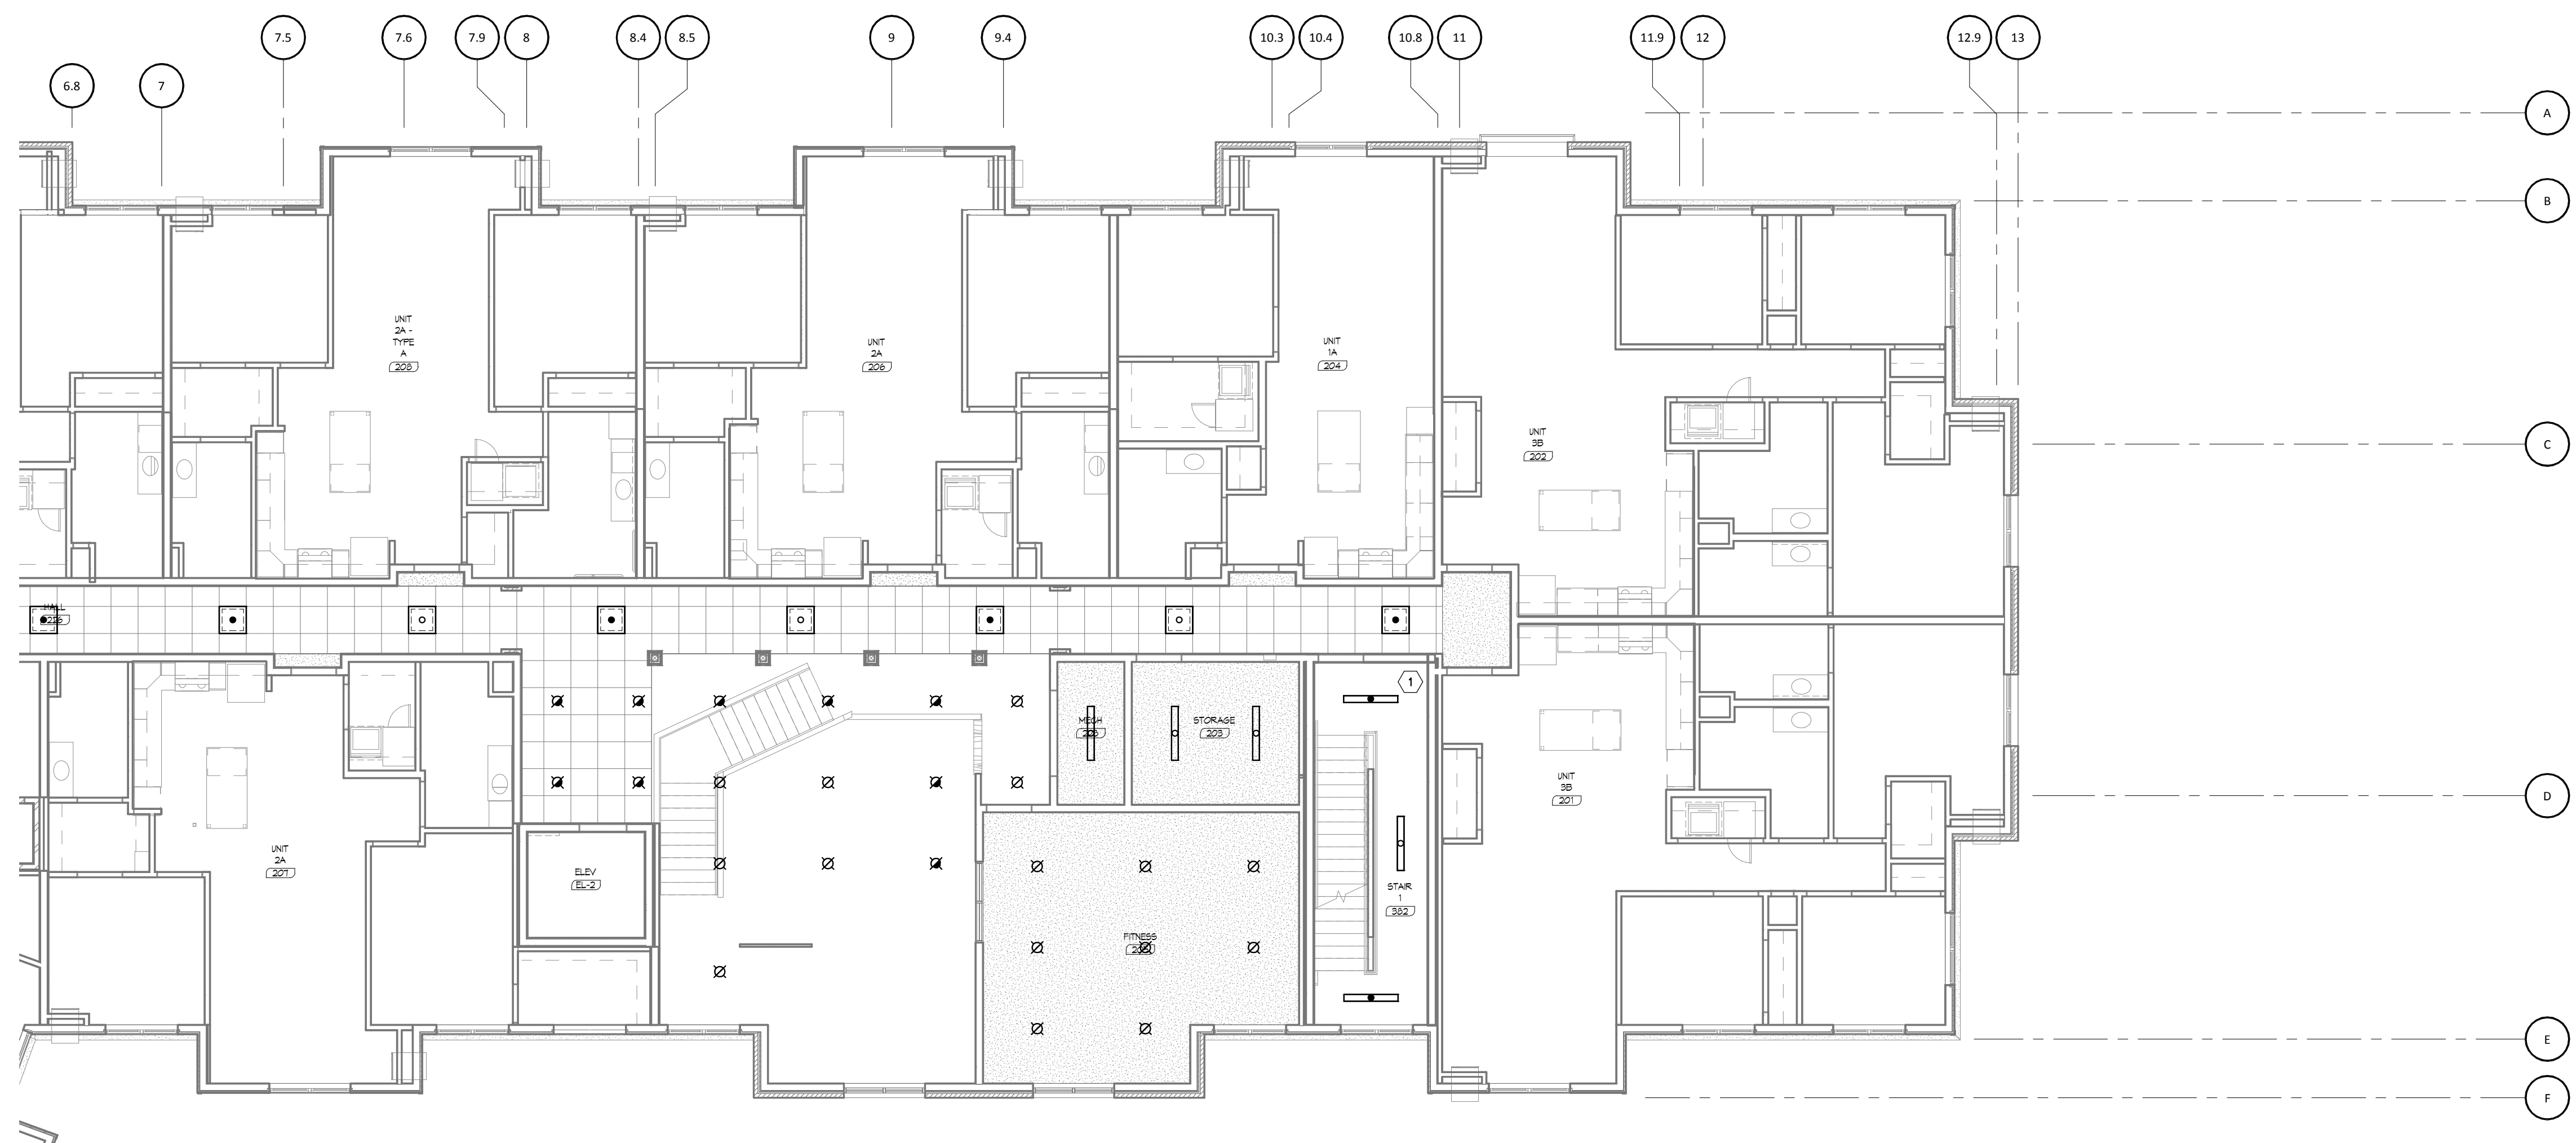 7.5
7.6
7.9
8
8.4
8.5
9
9.4
10.3
10.4
10.8
11
11.9
12
12.9
13
6.8
7
A
B
C
D
E
F
UNIT
2A -
TYPE
A
208
UNIT
2A
206
UNIT
1A
204
UNIT
3B
202
HALL
226
1
MECH
STORAGE
203
UNIT
3B
201
UNIT
2A
207
ELEV
EL-2
STAIR
1
382
FITNESS